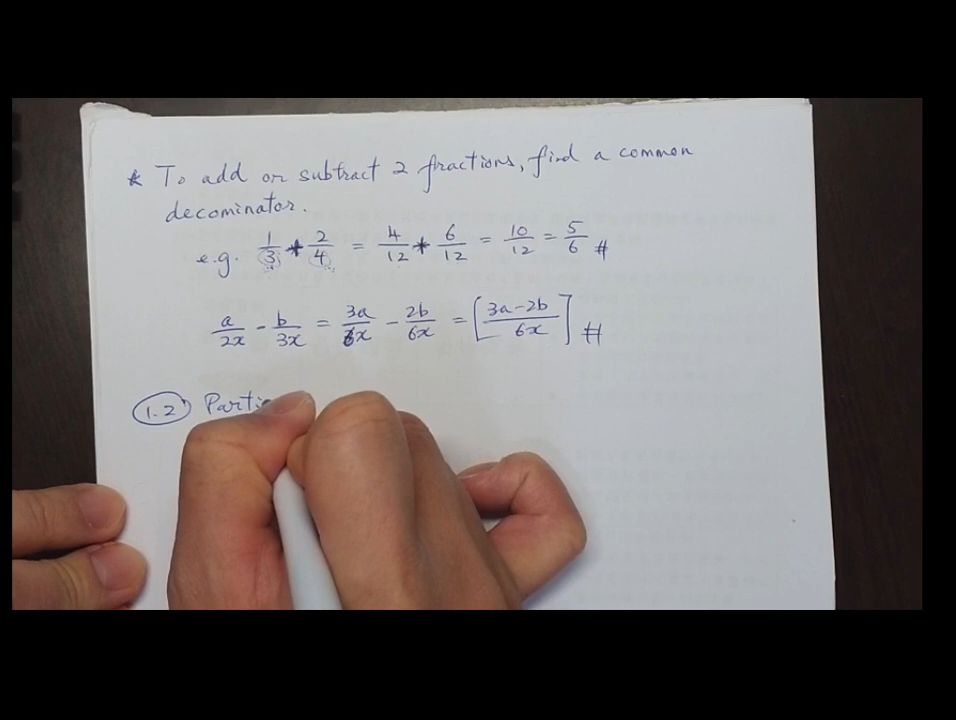 * To add or subtract 2 fractions, find a common
decominator.
e.g. 1/3 + 2/4 = 4/12 + 6/12 = 10/12 = 5/6 #
a/2x - b/3x = 3a/6x - 2b/6x = [3a-2b/6x] #
1.2